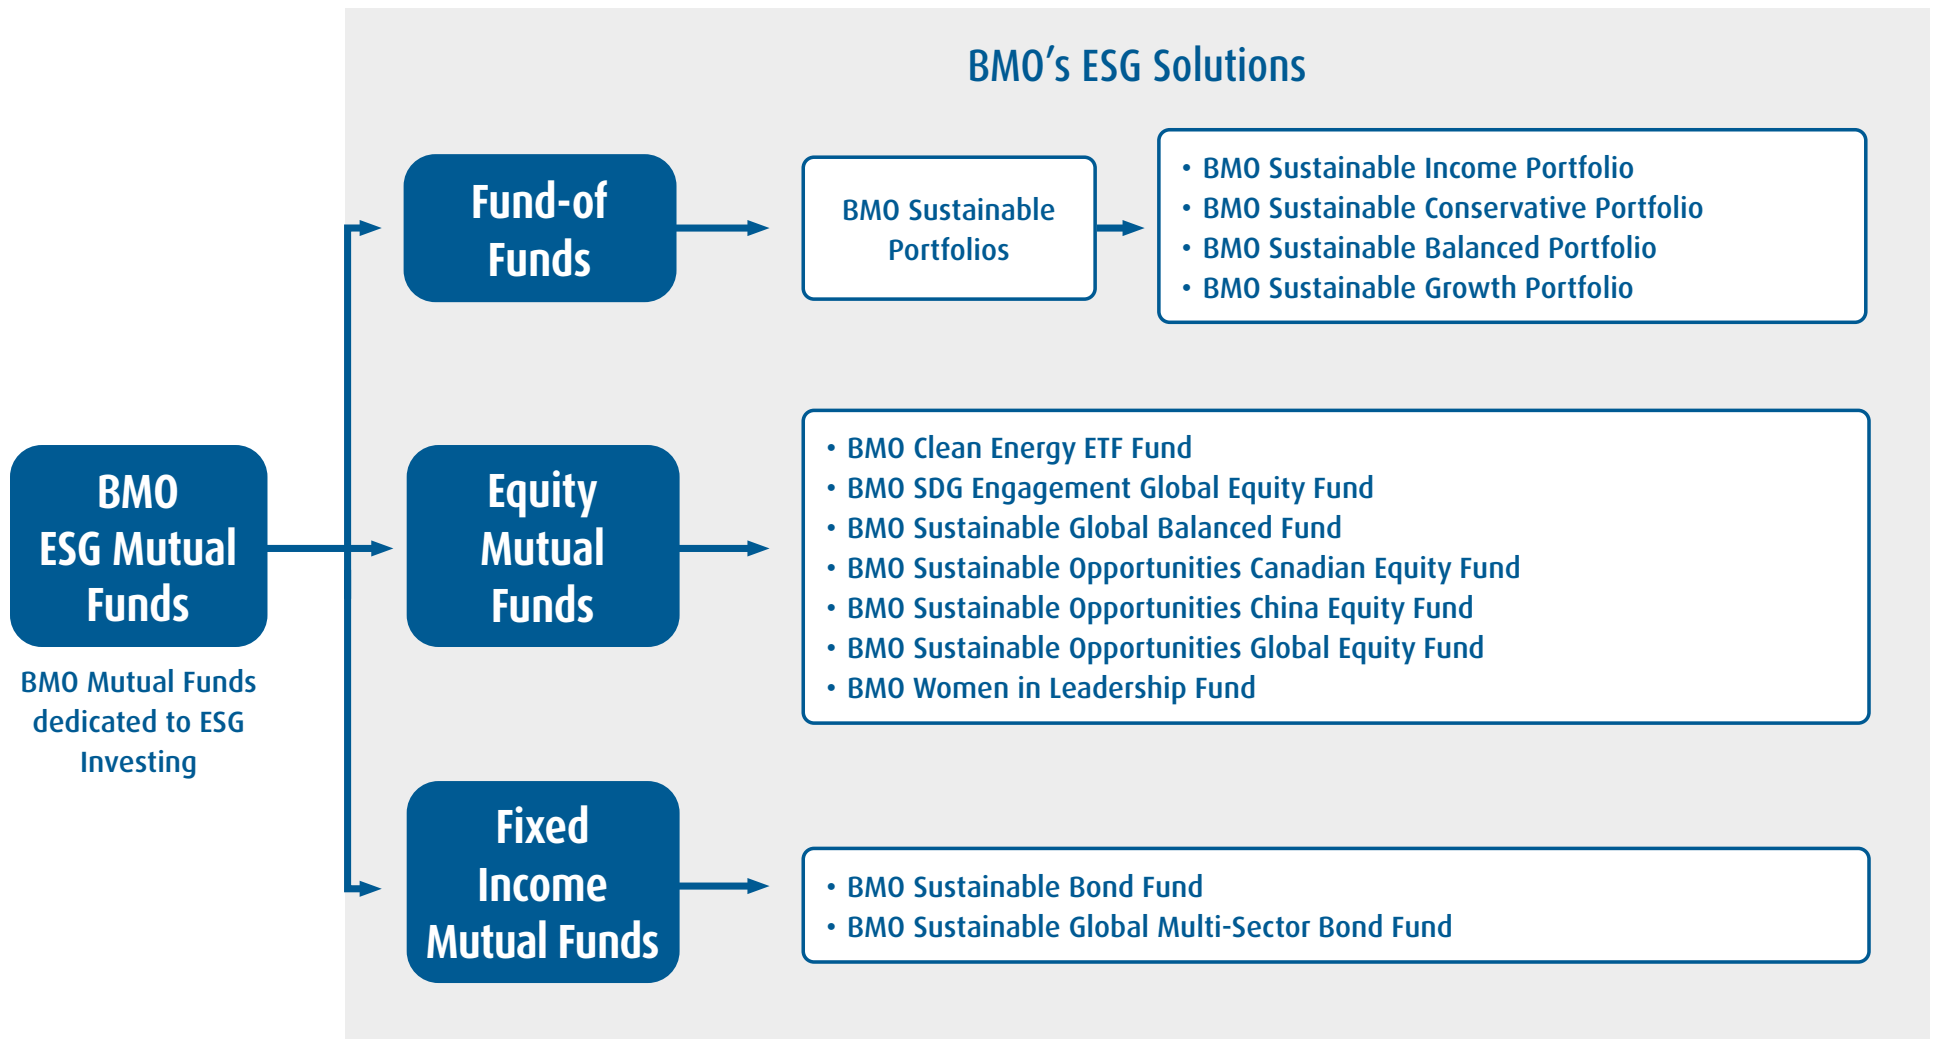 BMO's ESG Solutions
Fund-of
Funds
BMO Sustainable
Portfolios
• BMO Sustainable Income Portfolio
• BMO Sustainable Conservative Portfolio
• BMO Sustainable Balanced Portfolio
• BMO Sustainable Growth Portfolio
BMO
ESG Mutual
Funds
BMO Mutual Funds
dedicated to ESG
Investing
Equity
Mutual
Funds
• BMO Clean Energy ETF Fund
• BMO SDG Engagement Global Equity Fund
• BMO Sustainable Global Balanced Fund
• BMO Sustainable Opportunities Canadian Equity Fund
• BMO Sustainable Opportunities China Equity Fund
• BMO Sustainable Opportunities Global Equity Fund
• BMO Women in Leadership Fund
Fixed
Income
Mutual Funds
• BMO Sustainable Bond Fund
• BMO Sustainable Global Multi-Sector Bond Fund